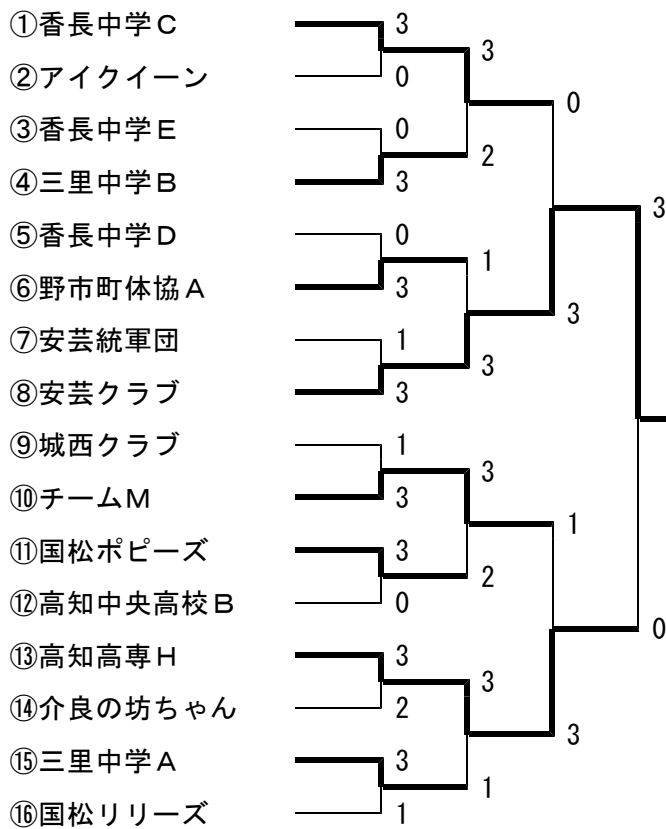 ①香長中学C 3
3
②アイクイーン 0
0
③香長中学E 0
2
④三里中学B 3
3
⑤香長中学D 0
1
⑥野市町体協A 3
3
⑦安芸統軍団 1
3
⑧安芸クラブ 3
⑨城西クラブ 1
3
⑩チームM 3
1
⑪国松ポピーズ 3
2
⑫高知中央高校B 0
0
⑬高知高専H 3
3
⑭介良の坊ちゃん 2
3
⑮三里中学A 3
1
⑯国松リリーズ 1